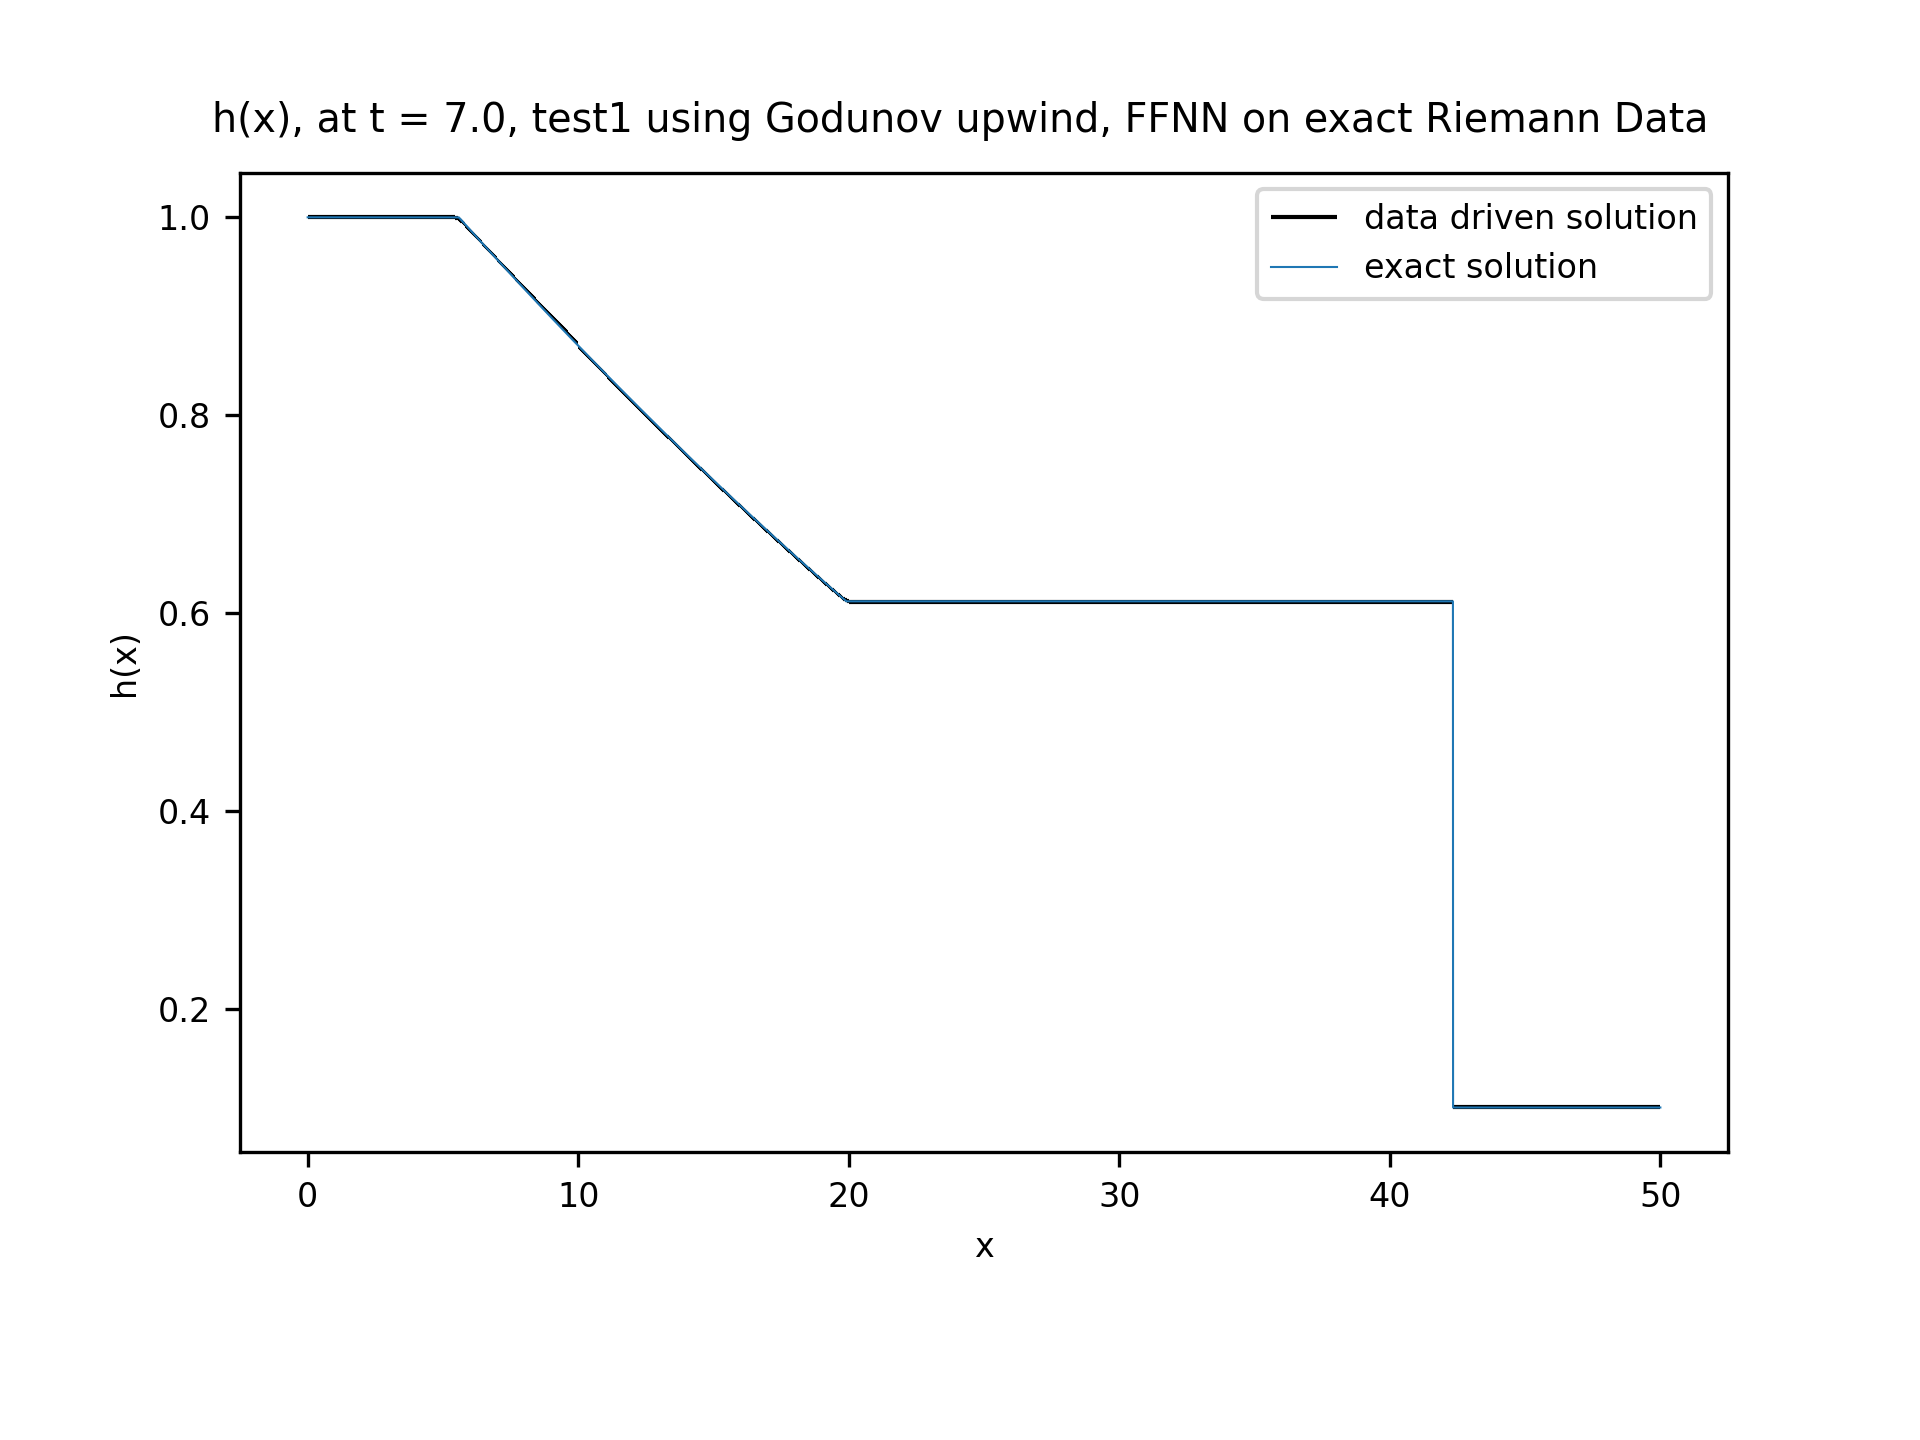 h(x), at t = 7.0, test1 using Godunov upwind, FFNN on exact Riemann Data
data driven solution
exact solution
1.0
0.8
0.6
0.4
0.2
h(x)
0 10 20 30 40 50
x